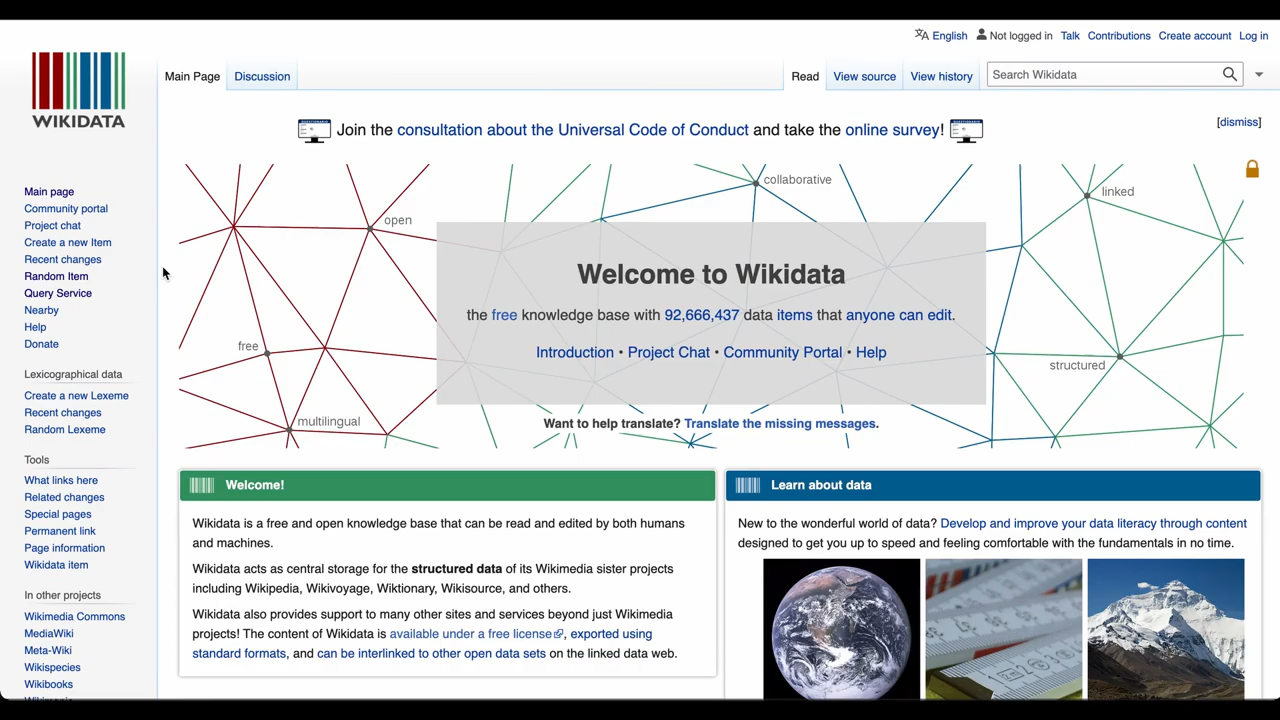 English Not logged in Talk Contributions Create account Log in
WIKIDATA
Main Page Discussion Read View source View history Search Wikidata
Join the consultation about the Universal Code of Conduct and take the online survey!
[dismiss]
collaborative
linked
open
free
multilingual
structured
Welcome to Wikidata
the free knowledge base with 92,666,437 data items that anyone can edit.
Introduction • Project Chat • Community Portal • Help
Want to help translate? Translate the missing messages.
Main page
Community portal
Project chat
Create a new Item
Recent changes
Random Item
Query Service
Nearby
Help
Donate
Lexicographical data
Create a new Lexeme
Recent changes
Random Lexeme
Tools
What links here
Related changes
Special pages
Permanent link
Page information
Wikidata item
In other projects
Wikimedia Commons
MediaWiki
Meta-Wiki
Wikispecies
Wikibooks
Welcome!
Wikidata is a free and open knowledge base that can be read and edited by both humans
and machines.
Wikidata acts as central storage for the structured data of its Wikimedia sister projects
including Wikipedia, Wikivoyage, Wiktionary, Wikisource, and others.
Wikidata also provides support to many other sites and services beyond just Wikimedia
projects! The content of Wikidata is available under a free license, exported using
standard formats, and can be interlinked to other open data sets on the linked data web.
Learn about data
New to the wonderful world of data? Develop and improve your data literacy through content
designed to get you up to speed and feeling comfortable with the fundamentals in no time.